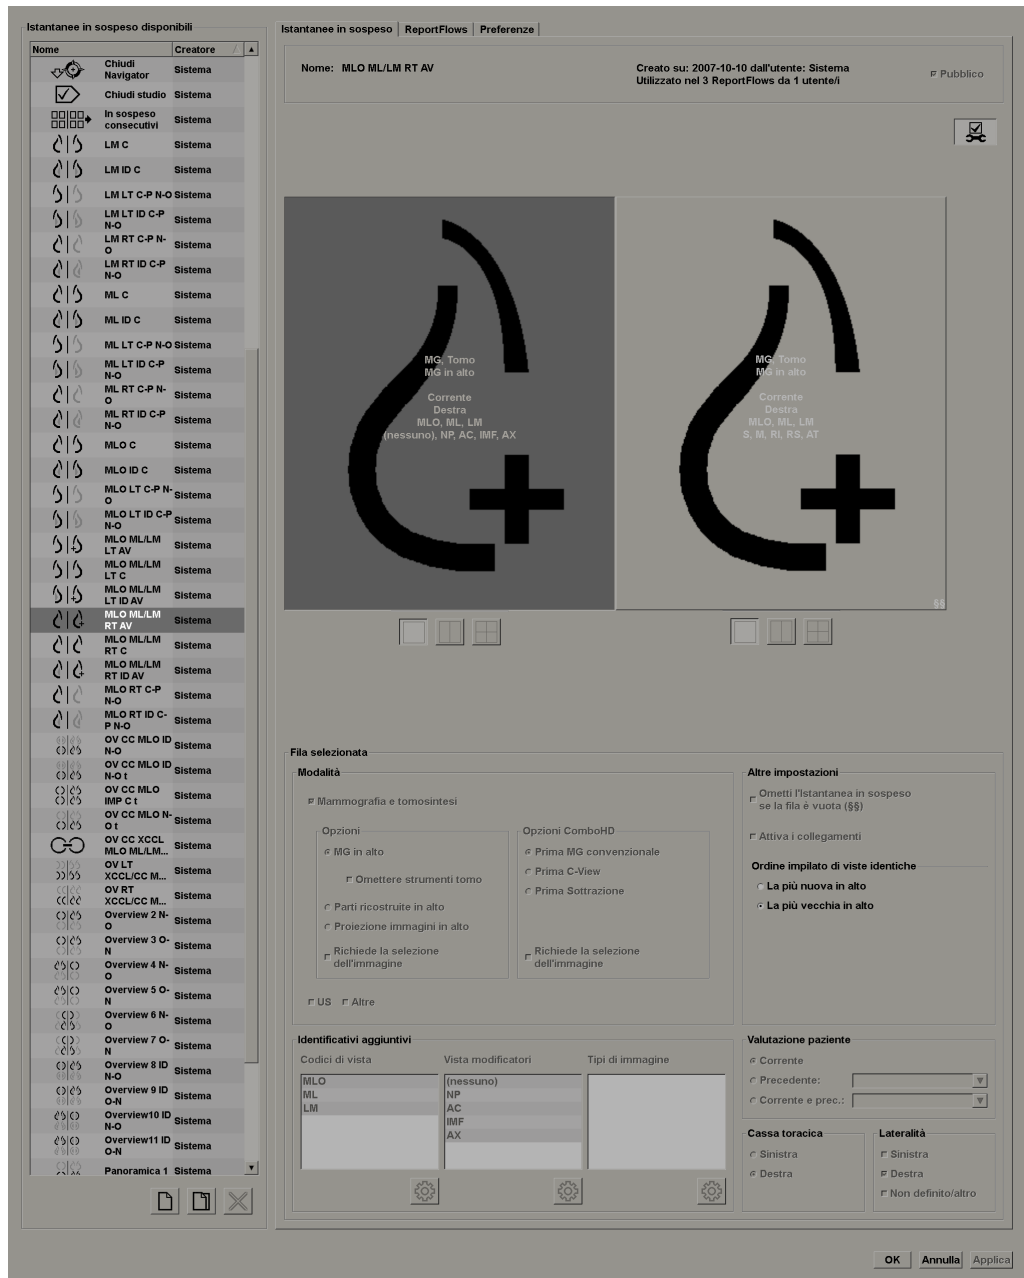 Istantanee in sospeso disponibili
Nome Creatore
Chiudi
Navigator Sistema
Chiudi studio Sistema
In sospeso
consecutivi Sistema
LM C Sistema
LM ID C Sistema
LM LT C-P N-O Sistema
LM LT ID C-P
N-O Sistema
LM RT C-P N-
O Sistema
LM RT ID C-P
N-O Sistema
ML C Sistema
ML ID C Sistema
ML LT C-P N-O Sistema
ML LT ID C-P
N-O Sistema
ML RT C-P N-
O Sistema
ML RT ID C-P
N-O Sistema
MLO C Sistema
MLO ID C Sistema
MLO LT C-P N-
O Sistema
MLO LT ID C-P
N-O Sistema
MLO ML/LM
LT AV Sistema
MLO ML/LM
LT C Sistema
MLO ML/LM
LT ID AV Sistema
MLO ML/LM
RT AV Sistema
MLO ML/LM
RT C Sistema
MLO ML/LM
RT ID AV Sistema
MLO RT C-P
N-O Sistema
MLO RT ID C-
P N-O Sistema
OV CC MLO ID
N-O Sistema
OV CC MLO ID
N-O t Sistema
OV CC MLO
IMP C t Sistema
OV CC MLO N-
O t Sistema
OV CC XCCL
MLO ML/LM... Sistema
OV LT
XCCL/CC M... Sistema
OV RT
XCCL/CC M... Sistema
Overview 2 N-
O Sistema
Overview 3 O-
N Sistema
Overview 4 N-
O Sistema
Overview 5 O-
N Sistema
Overview 6 N-
O Sistema
Overview 7 O-
N Sistema
Overview 8 ID
N-O Sistema
Overview 9 ID
O-N Sistema
Overview10 ID
N-O Sistema
Overview11 ID
O-N Sistema
Panoramica 1 Sistema
Istantanee in sospeso ReportFlows Preferenze
Nome: MLO ML/LM RT AV
Creato su: 2007-10-10 dall'utente: Sistema
Utilizzato nel 3 ReportFlows da 1 utente/i
Pubblico
MG, Tomo
MG in alto
Corrente
Destra
MLO, ML, LM
(nessuno), NP, AC, IMF, AX
MG, Tomo
MG in alto
Corrente
Destra
MLO, ML, LM
S, M, RI, RS, AT
§§
Fila selezionata
Modalità
Mammografia e tomosintesi
Opzioni
MG in alto
Omettere strumenti tomo
Parti ricostruite in alto
Proiezione immagini in alto
Richiede la selezione
dell'immagine
Opzioni ComboHD
Prima MG convenzionale
Prima C-View
Prima Sottrazione
Richiede la selezione
dell'immagine
US Altre
Altre impostazioni
Ometti l'Istantanea in sospeso
se la fila è vuota (§§)
Attiva i collegamenti
Ordine impilato di viste identiche
La più nuova in alto
La più vecchia in alto
Identificativi aggiuntivi
Codici di vista Vista modificatori Tipi di immagine
MLO
ML
LM
(nessuno)
NP
AC
IMF
AX
Valutazione paziente
Corrente
Precedente:
Corrente e prec.:
Cassa toracica
Sinistra
Destra
Lateralità
Sinistra
Destra
Non definito/altro
OK Annulla Applica